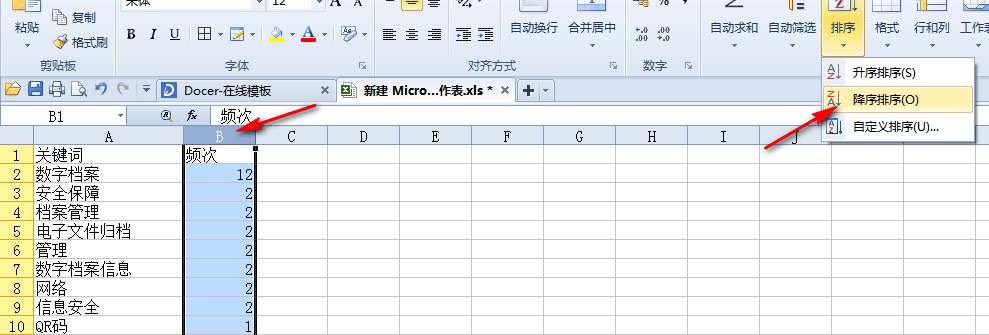 宋体 12 A A
复制
粘贴
格式刷
B I U A
自动换行 合并居中
自动求和 自动筛选 排序 格式 行和列 工作表
剪贴板 字体 对齐方式 数字
升序排序(S)
降序排序(O)
自定义排序(U)...
Docer-在线模板 新建 Micro...作表.xls *
B1 fx 频次
A B C D E F G H I J
1 关键词 频次
2 数字档案 12
3 安全保障 2
4 档案管理 2
5 电子文件归档 2
6 管理 2
7 数字档案信息 2
8 网络 2
9 信息安全 2
10 QR码 1